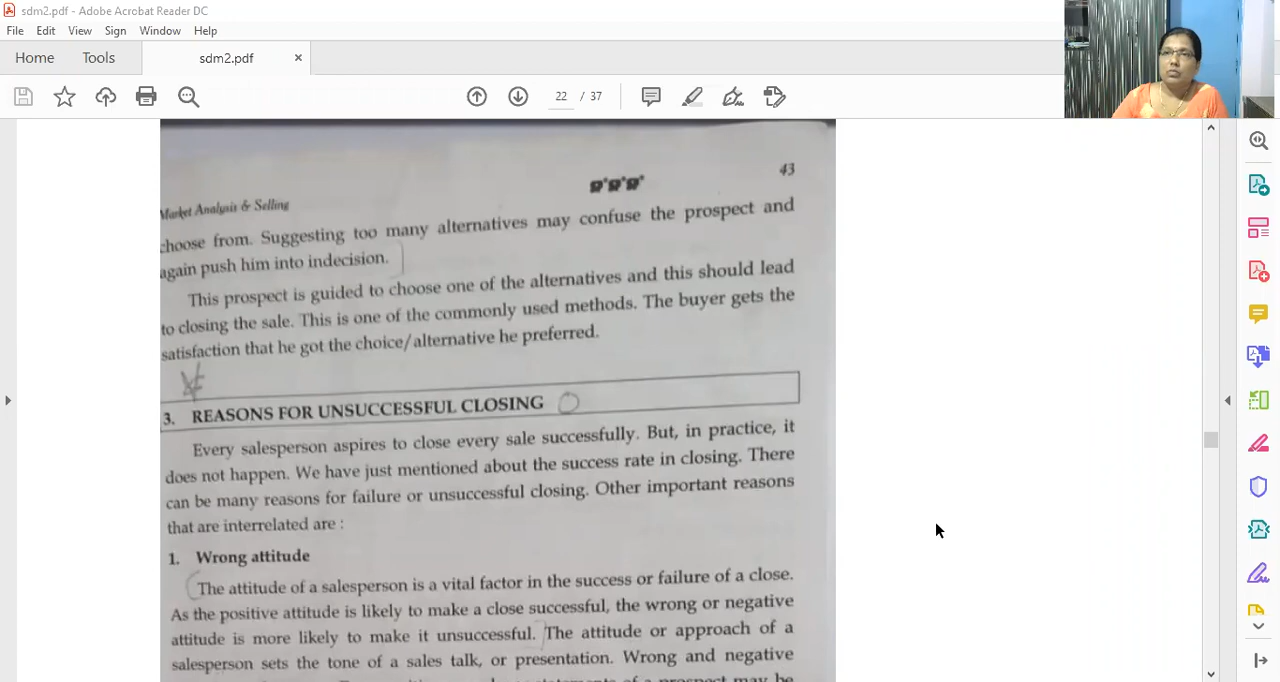 sdm2.pdf - Adobe Acrobat Reader DC
File Edit View Sign Window Help
Home Tools sdm2.pdf ×
22 / 37
43
Market Analysis & Selling
choose from. Suggesting too many alternatives may confuse the prospect and
again push him into indecision.
This prospect is guided to choose one of the alternatives and this should lead
to closing the sale. This is one of the commonly used methods. The buyer gets the
satisfaction that he got the choice/alternative he preferred.
3. REASONS FOR UNSUCCESSFUL CLOSING
Every salesperson aspires to close every sale successfully. But, in practice, it
does not happen. We have just mentioned about the success rate in closing. There
can be many reasons for failure or unsuccessful closing. Other important reasons
that are interrelated are :
1. Wrong attitude
The attitude of a salesperson is a vital factor in the success or failure of a close.
As the positive attitude is likely to make a close successful, the wrong or negative
attitude is more likely to make it unsuccessful. The attitude or approach of a
salesperson sets the tone of a sales talk, or presentation. Wrong and negative
of a prospect may be